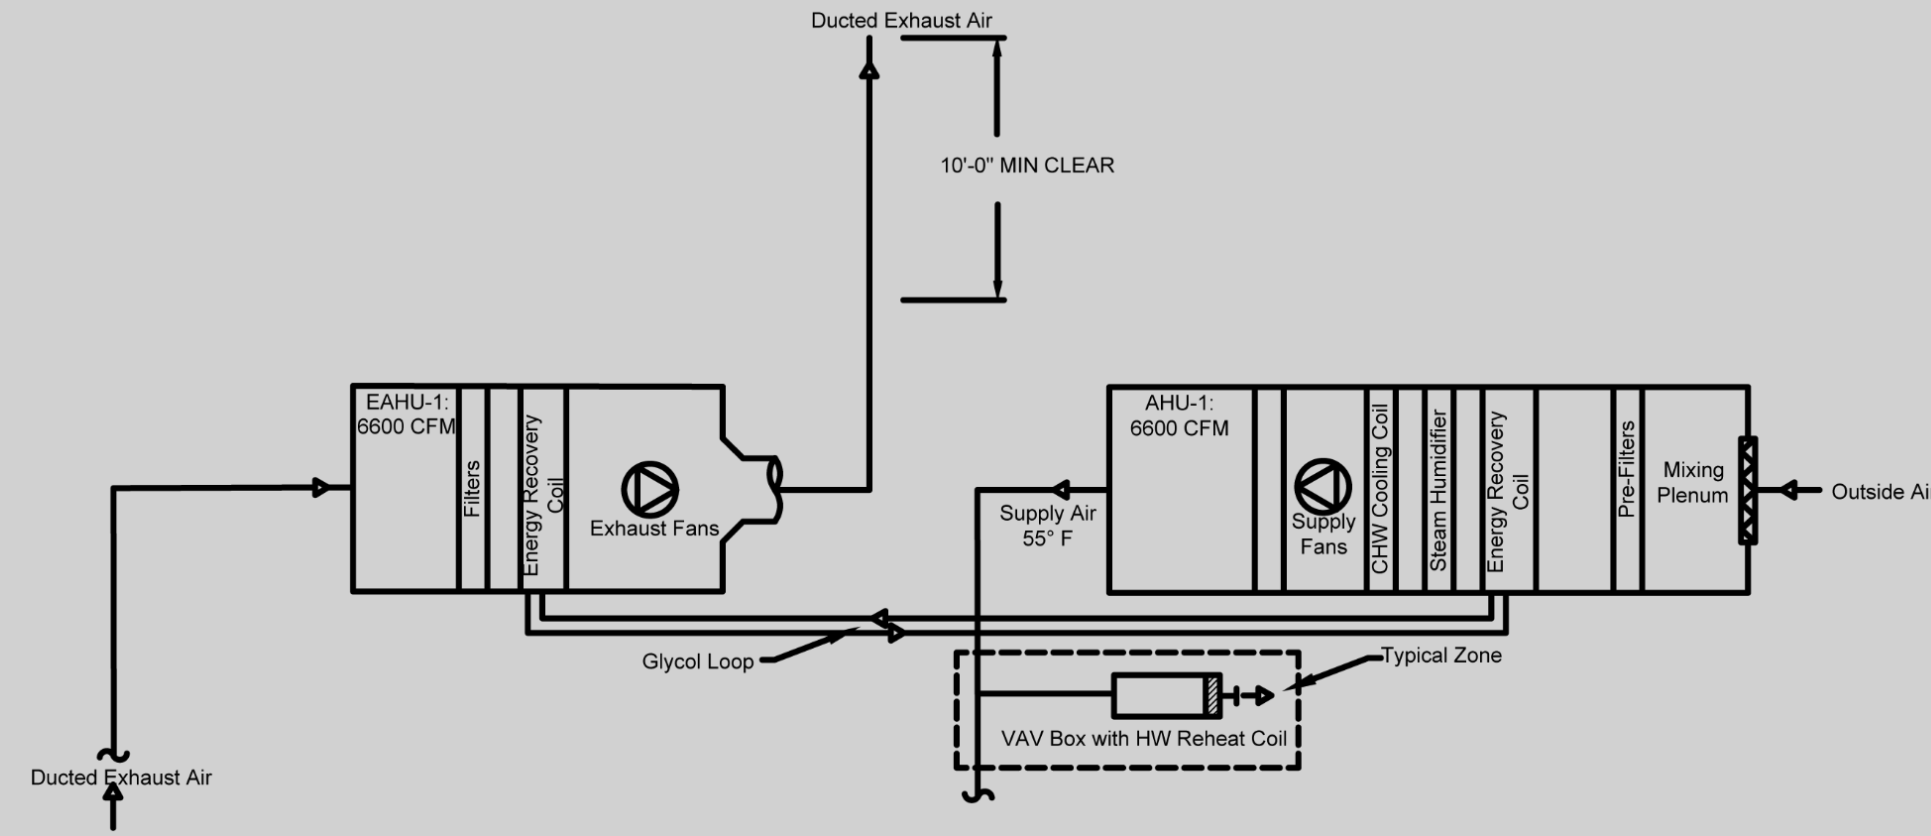 Ducted Exhaust Air
10'-0" MIN CLEAR
EAHU-1:
6600 CFM
Filters
Energy Recovery
Coil
Exhaust Fans
AHU-1:
6600 CFM
Supply
Fans
CHW Cooling Coil
Steam Humidifier
Energy Recovery
Coil
Pre-Filters
Mixing
Plenum
Outside Ai
Supply Air
55° F
Glycol Loop
Typical Zone
VAV Box with HW Reheat Coil
Ducted Exhaust Air